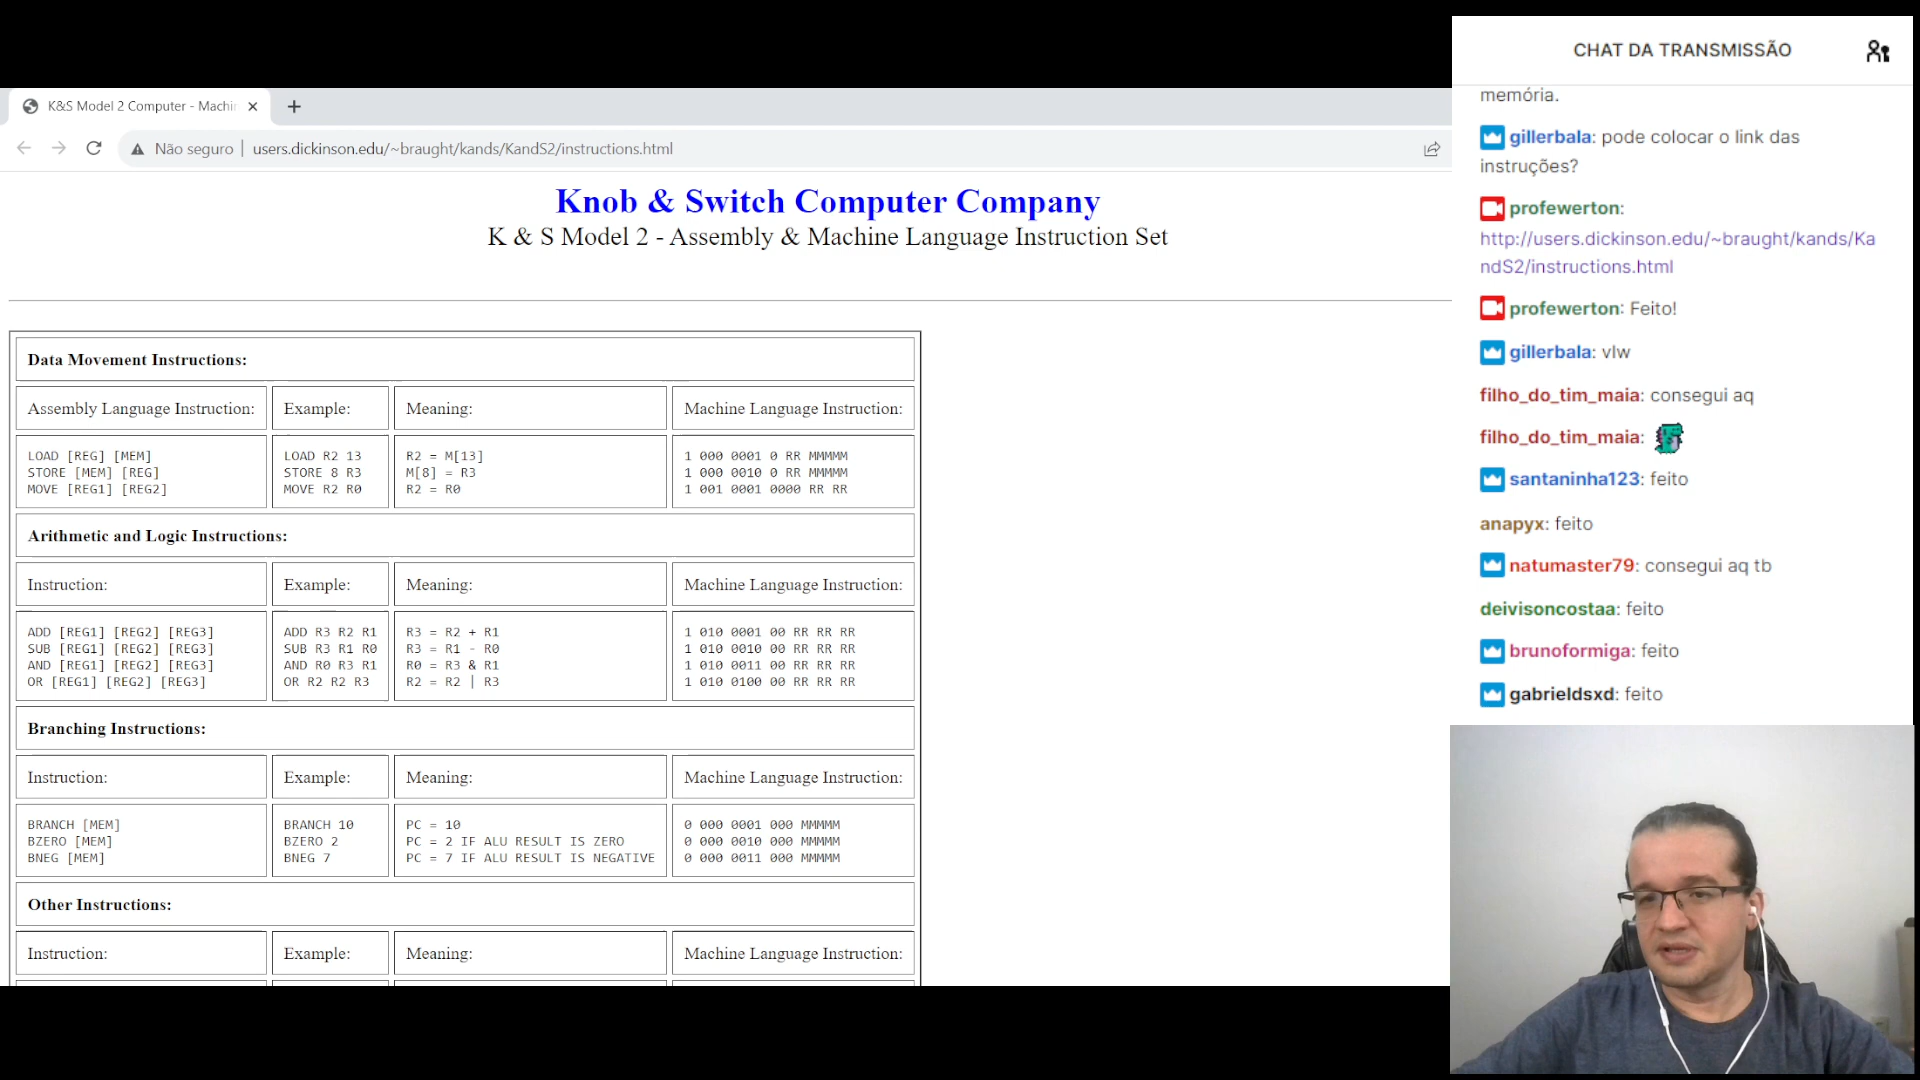 K&S Model 2 Computer - Machin
Não seguro
users.dickinson.edu/~braught/kands/KandS2/instructions.html
Knob & Switch Computer Company
K & S Model 2 - Assembly & Machine Language Instruction Set
Data Movement Instructions:
Assembly Language Instruction: Example: Meaning: Machine Language Instruction:
LOAD [REG] [MEM] LOAD R2 13 R2 = M[13] 1 000 0001 0 RR MMMMM
STORE [MEM] [REG] STORE 8 R3 M[8] = R3 1 000 0010 0 RR MMMMM
MOVE [REG1] [REG2] MOVE R2 R0 R2 = R0 1 001 0001 0000 RR RR
Arithmetic and Logic Instructions:
Instruction: Example: Meaning: Machine Language Instruction:
ADD [REG1] [REG2] [REG3] ADD R3 R2 R1 R3 = R2 + R1 1 010 0001 00 RR RR RR
SUB [REG1] [REG2] [REG3] SUB R3 R1 R0 R3 = R1 - R0 1 010 0010 00 RR RR RR
AND [REG1] [REG2] [REG3] AND R0 R3 R1 R0 = R3 & R1 1 010 0011 00 RR RR RR
OR [REG1] [REG2] [REG3] OR R2 R2 R3 R2 = R2 | R3 1 010 0100 00 RR RR RR
Branching Instructions:
Instruction: Example: Meaning: Machine Language Instruction:
BRANCH [MEM] BRANCH 10 PC = 10 0 000 0001 000 MMMMM
BZERO [MEM] BZERO 2 PC = 2 IF ALU RESULT IS ZERO 0 000 0010 000 MMMMM
BNEG [MEM] BNEG 7 PC = 7 IF ALU RESULT IS NEGATIVE 0 000 0011 000 MMMMM
Other Instructions:
Instruction: Example: Meaning: Machine Language Instruction:
CHAT DA TRANSMISSÃO
memória.
gillerbala: pode colocar o link das
instruções?
profewerton:
http://users.dickinson.edu/~braught/kands/Ka
ndS2/instructions.html
profewerton: Feito!
gillerbala: vlw
filho_do_tim_maia: consegui aq
filho_do_tim_maia:
santaninha123: feito
anapyx: feito
natumaster79: consegui aq tb
deivisoncostaa: feito
brunoformiga: feito
gabrieldsxd: feito